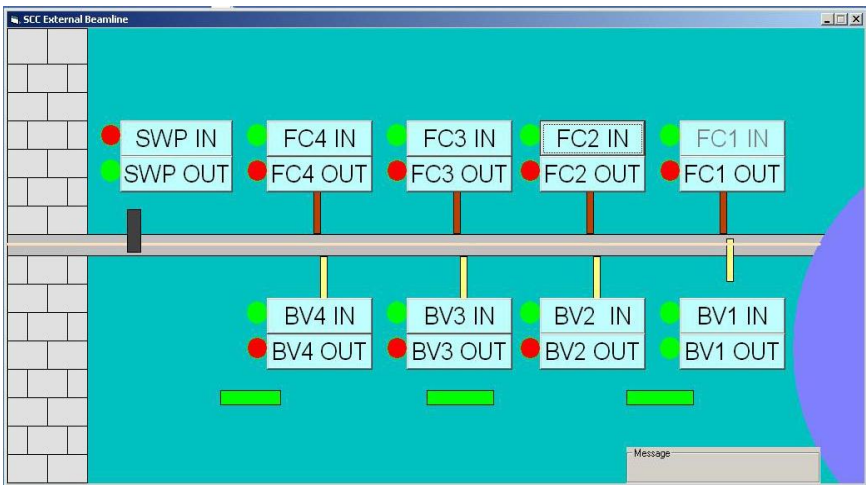 SCC External Beamline
SWP IN FC4 IN FC3 IN FC2 IN FC1 IN
SWP OUT FC4 OUT FC3 OUT FC2 OUT FC1 OUT
BV4 IN BV3 IN BV2 IN BV1 IN
BV4 OUT BV3 OUT BV2 OUT BV1 OUT
Message